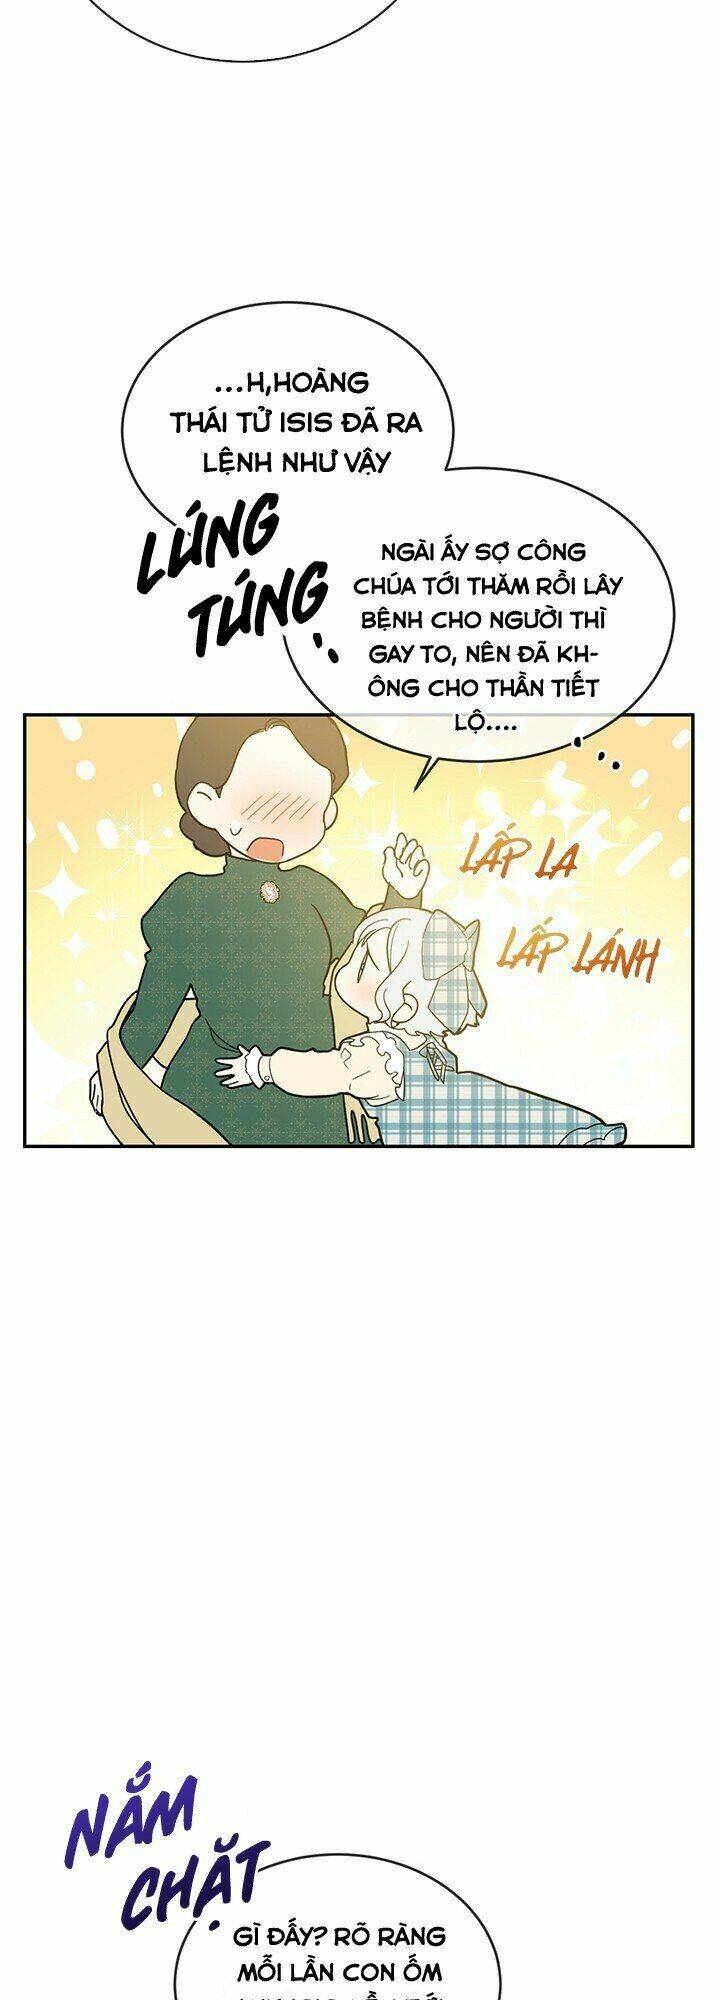 ...H,HOÀNG
THÁI TỬ ISIS ĐÃ RA
LỆNH NHƯ VẬY
LÚNG
TÚNG
NGÀI ẤY SỢ CÔNG
CHÚA TỚI THĂM RỒI LÂY
BỆNH CHO NGƯỜI THÌ
GAY TO, NÊN ĐÃ KH-
ÔNG CHO THẦN TIẾT
LỘ....
LẤP LA
LẤP LÁNH
NẮM
CHẶT
GÌ ĐẤY? RÕ RÀNG
MỖI LẦN CON ỐM